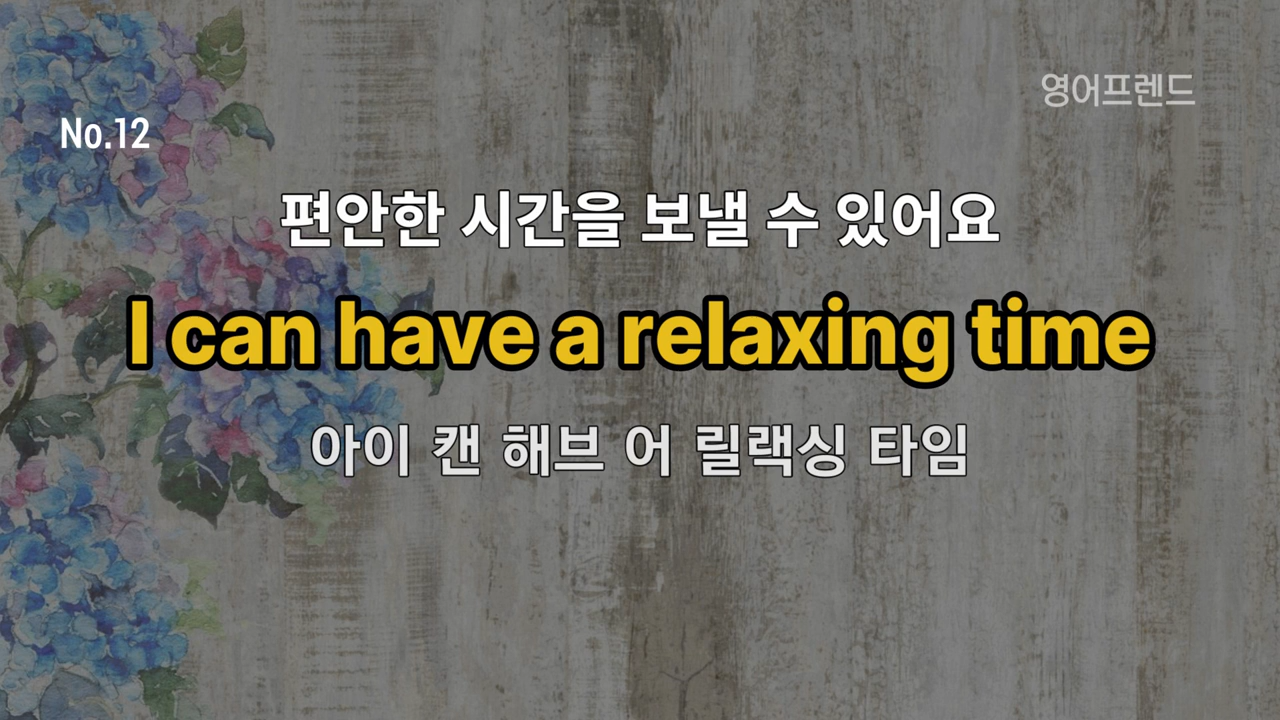 영어프렌드
No.12
편안한 시간을 보낼 수 있어요
I can have a relaxing time
아이 캔 해브 어 릴랙싱 타임